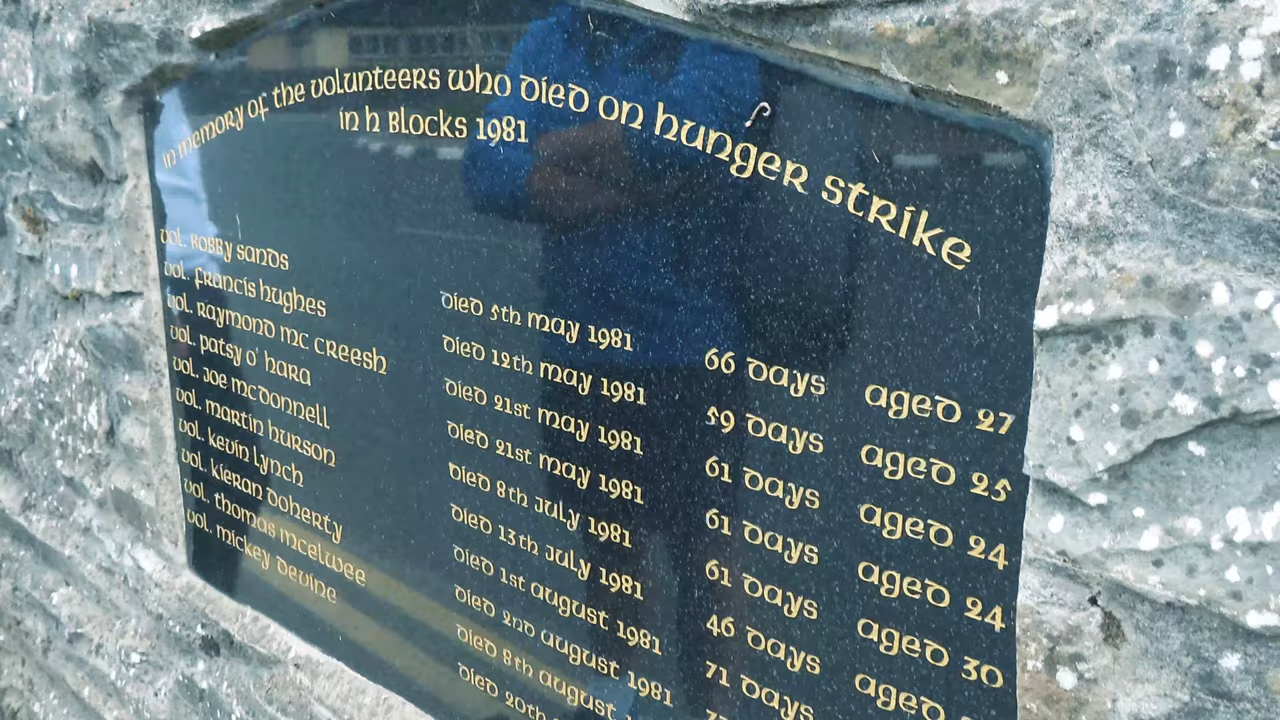 in memory of the volunteers who died on hunger strike
in h Blocks 1981
vol. Bobby Sands died 5th may 1981 66 days aged 27
vol. francis hughes died 12th may 1981 59 days aged 25
vol. Raymond mc creesh died 21st may 1981 61 days aged 24
vol. patsy o' hara died 21st may 1981 61 days aged 24
vol. Joe mcdonnell died 8th July 1981 61 days aged 30
vol. martin hurson died 13th July 1981 46 days aged
vol. kevin lynch died 1st august 1981 71 days
vol. kieran doherty died 2nd august 1981
vol. thomas mcelwee died 8th august
vol. mickey devine died 20th